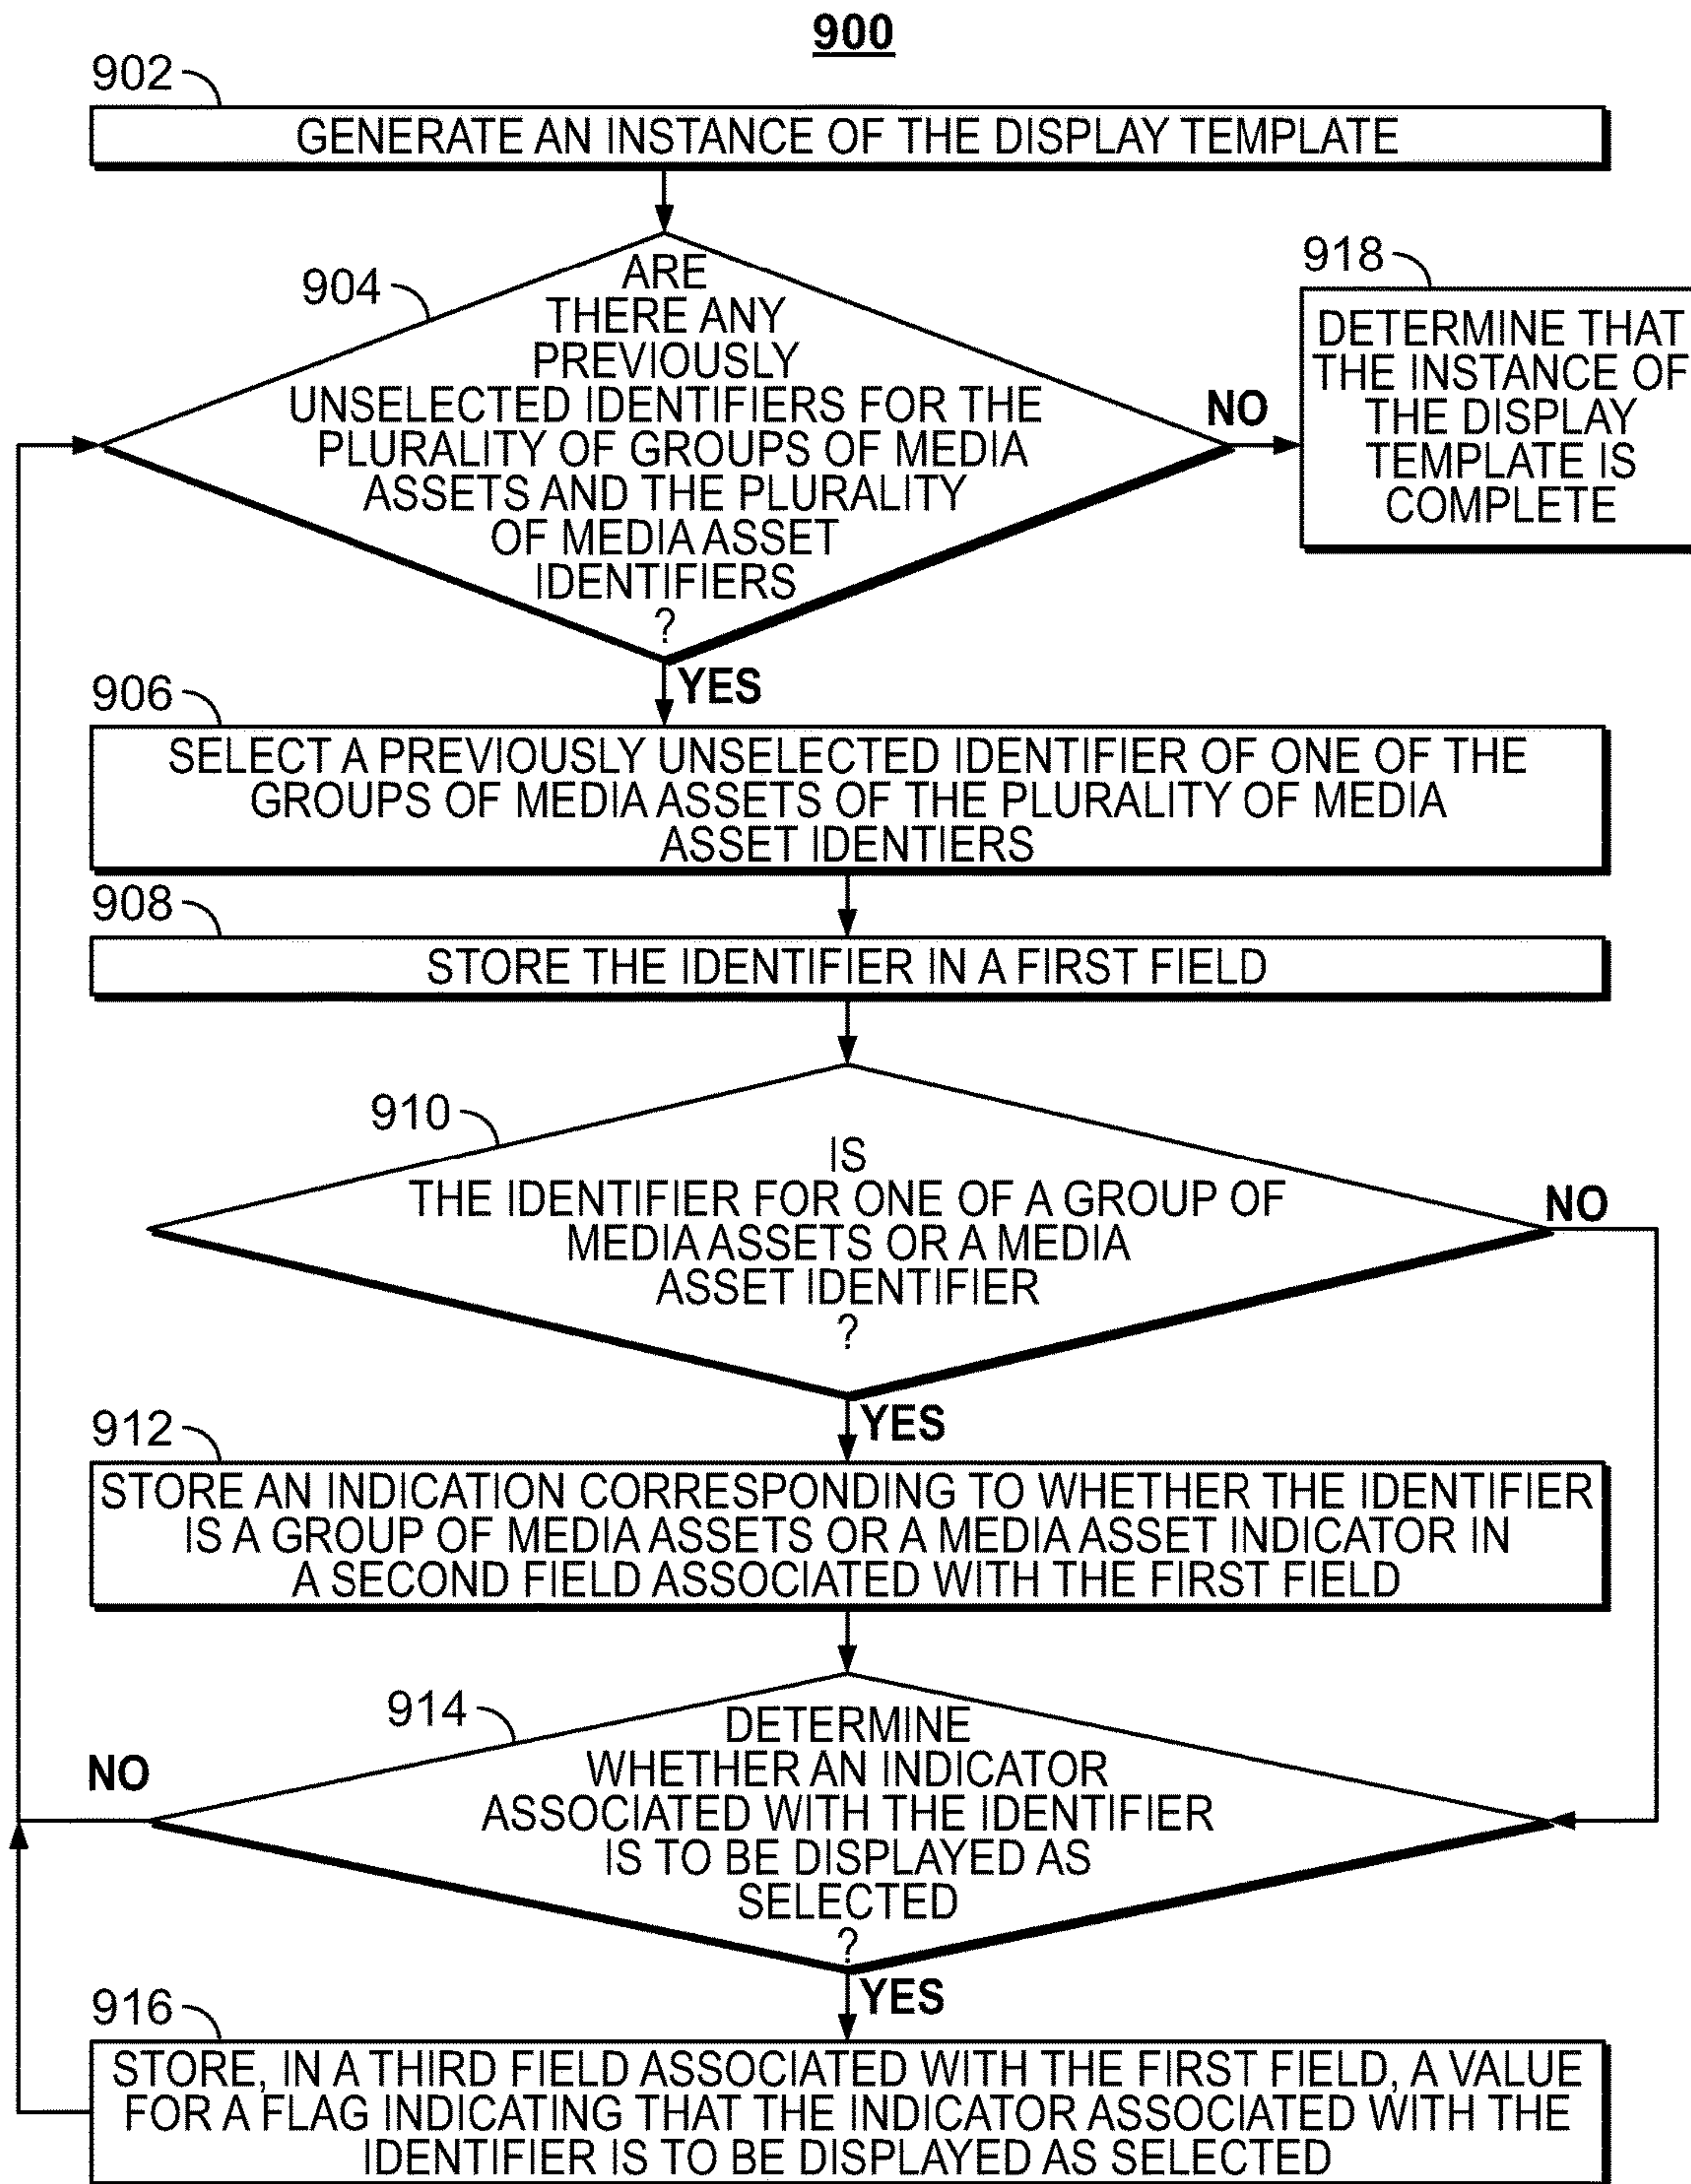 900
902
GENERATE AN INSTANCE OF THE DISPLAY TEMPLATE
904
ARE
THERE ANY
PREVIOUSLY
UNSELECTED IDENTIFIERS FOR THE
PLURALITY OF GROUPS OF MEDIA
ASSETS AND THE PLURALITY
OF MEDIA ASSET
IDENTIFIERS
?
NO
918
DETERMINE THAT
THE INSTANCE OF
THE DISPLAY
TEMPLATE IS
COMPLETE
YES
906
SELECT A PREVIOUSLY UNSELECTED IDENTIFIER OF ONE OF THE
GROUPS OF MEDIA ASSETS OF THE PLURALITY OF MEDIA
ASSET IDENTIERS
908
STORE THE IDENTIFIER IN A FIRST FIELD
910
IS
THE IDENTIFIER FOR ONE OF A GROUP OF
MEDIA ASSETS OR A MEDIA
ASSET IDENTIFIER
?
NO
YES
912
STORE AN INDICATION CORRESPONDING TO WHETHER THE IDENTIFIER
IS A GROUP OF MEDIA ASSETS OR A MEDIA ASSET INDICATOR IN
A SECOND FIELD ASSOCIATED WITH THE FIRST FIELD
914
DETERMINE
WHETHER AN INDICATOR
ASSOCIATED WITH THE IDENTIFIER
IS TO BE DISPLAYED AS
SELECTED
?
NO
YES
916
STORE, IN A THIRD FIELD ASSOCIATED WITH THE FIRST FIELD, A VALUE
FOR A FLAG INDICATING THAT THE INDICATOR ASSOCIATED WITH THE
IDENTIFIER IS TO BE DISPLAYED AS SELECTED